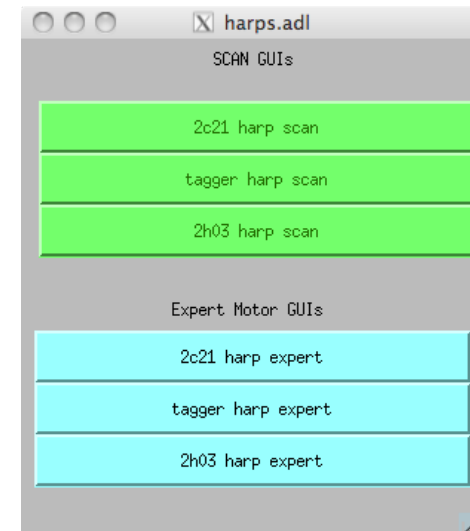 harps.adl
SCAN GUIs
2c21 harp scan
tagger harp scan
2h03 harp scan
Expert Motor GUIs
2c21 harp expert
tagger harp expert
2h03 harp expert